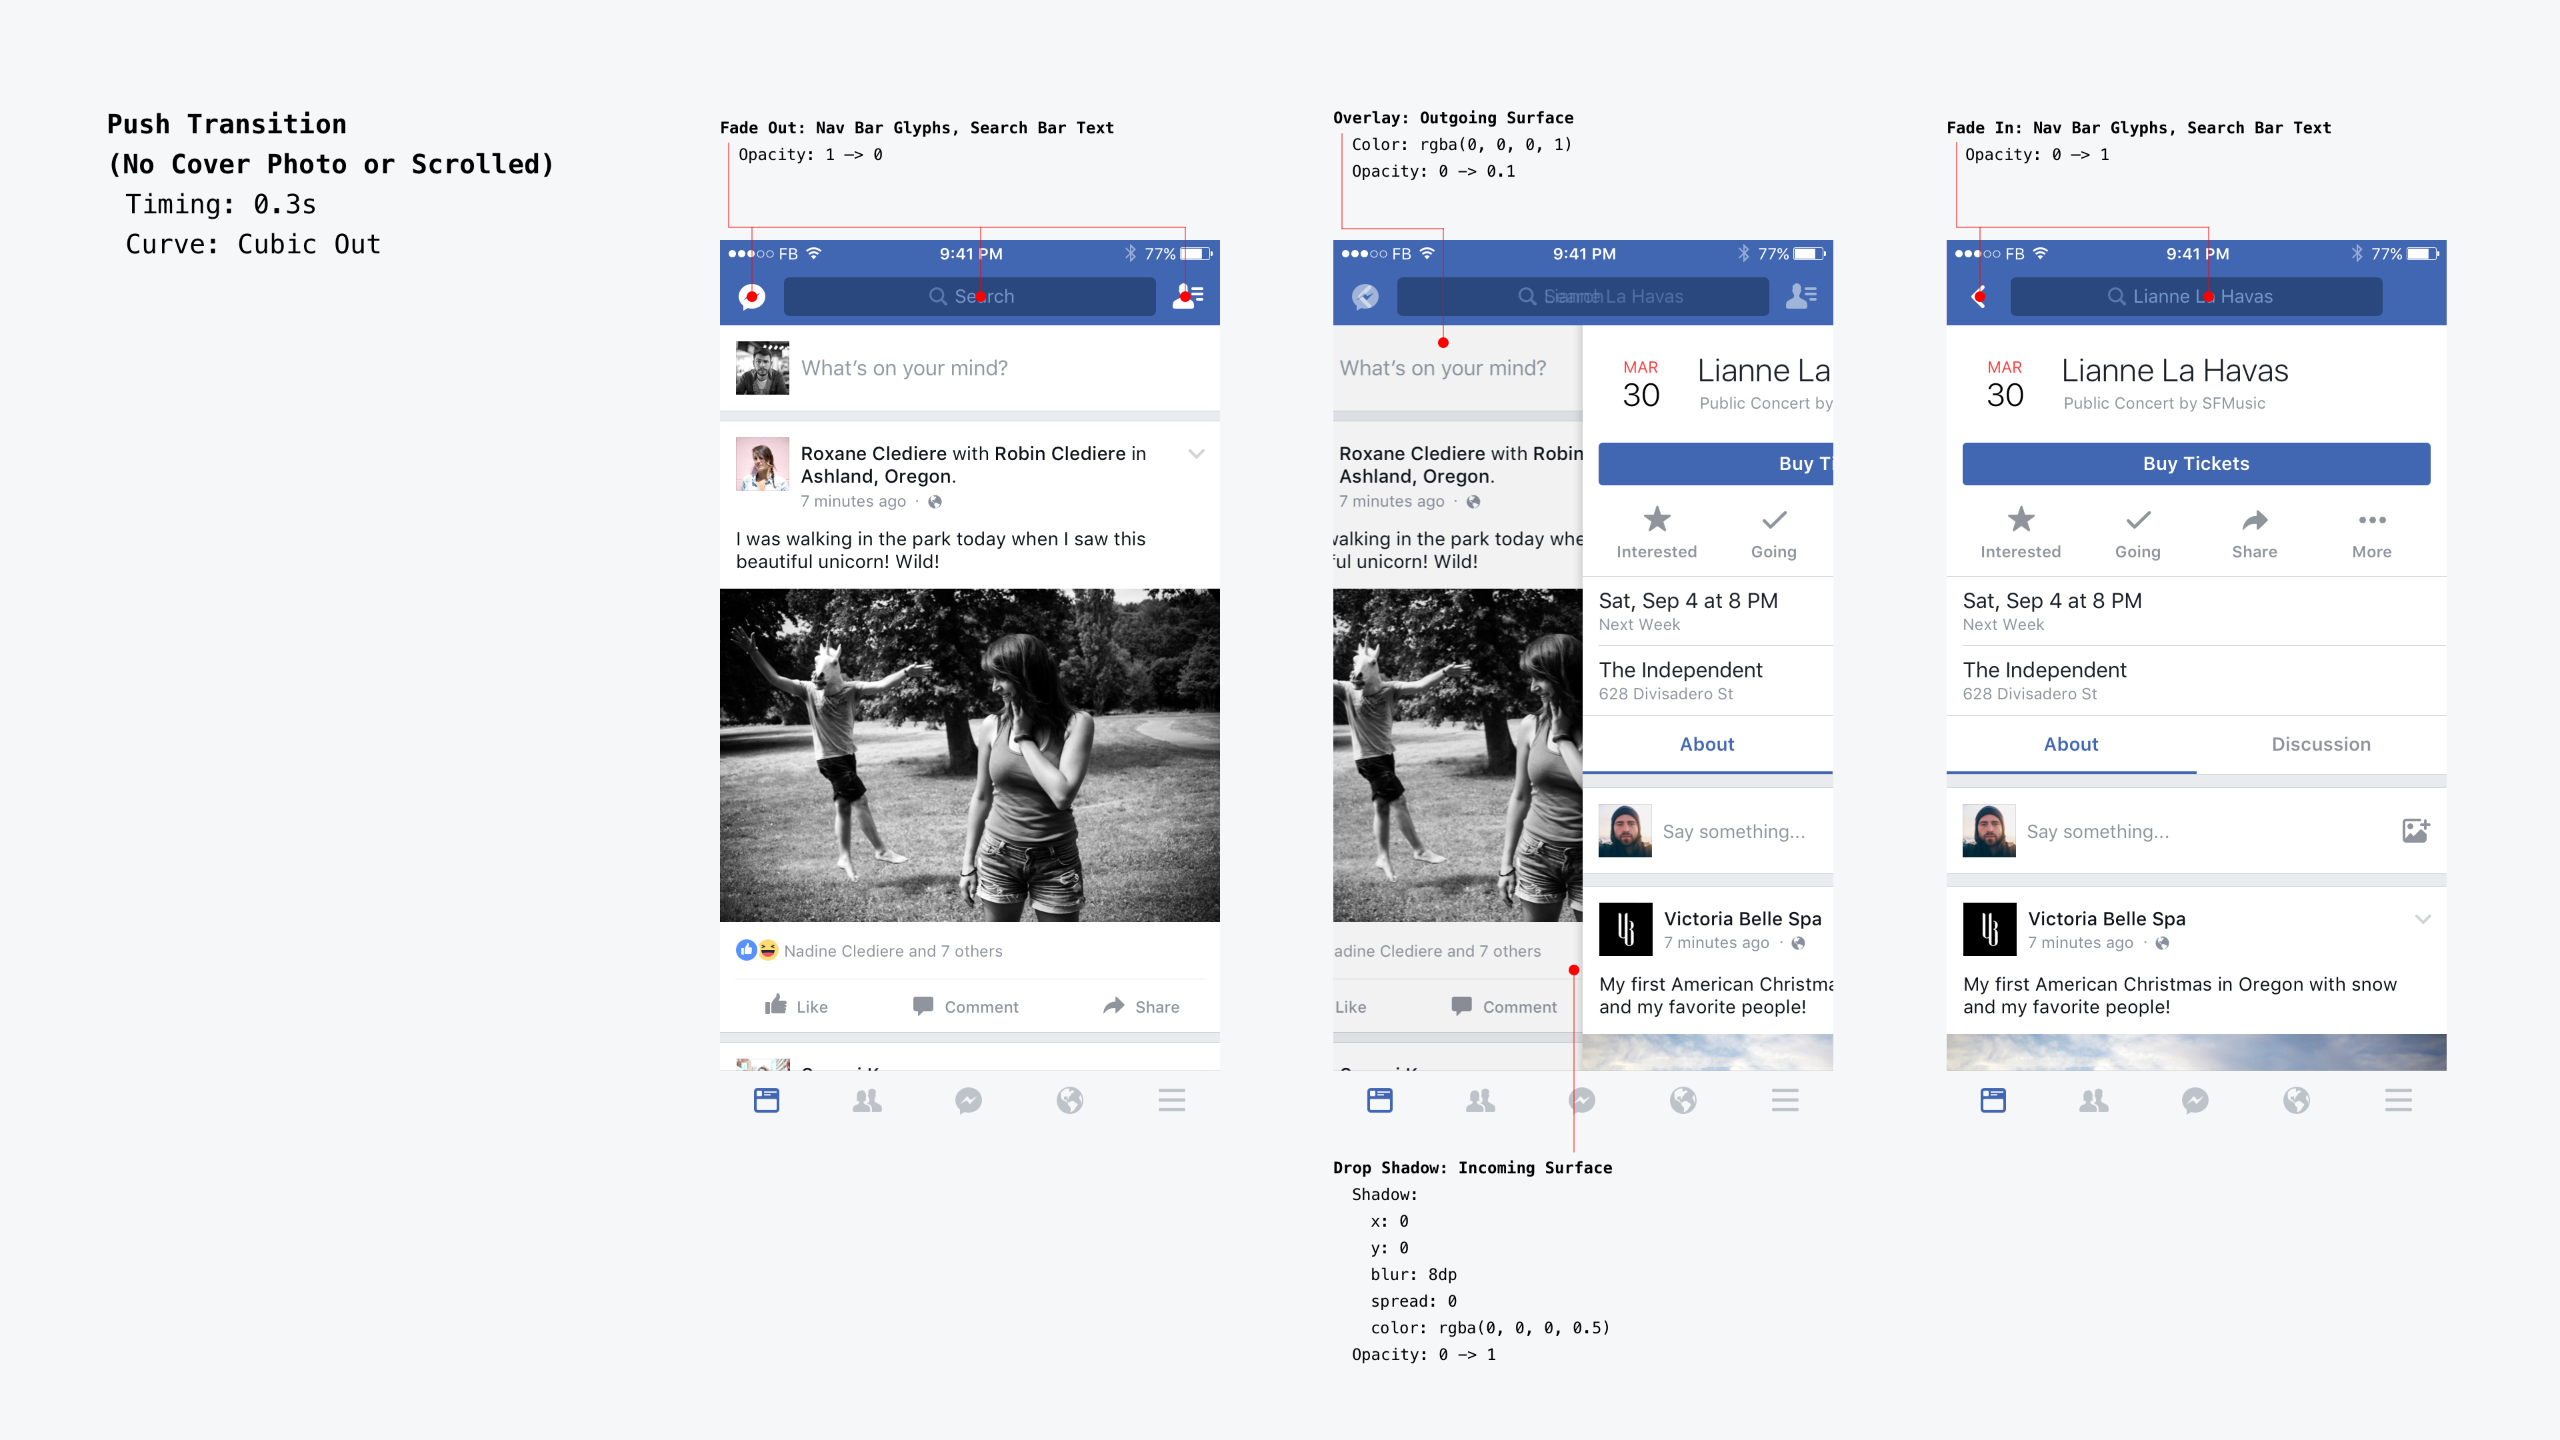 Push Transition
(No Cover Photo or Scrolled)
Timing: 0.3s
Curve: Cubic Out
Fade Out: Nav Bar Glyphs, Search Bar Text
Opacity: 1 —> 0
FB
9:41 PM
77%
Search
What's on your mind?
Roxane Clediere with Robin Clediere in
Ashland, Oregon.
7 minutes ago ·
I was walking in the park today when I saw this
beautiful unicorn! Wild!
Nadine Clediere and 7 others
Like
Comment
Share
Overlay: Outgoing Surface
Color: rgba(0, 0, 0, 1)
Opacity: 0 —> 0.1
FB
9:41 PM
77%
Search
Lianne La Havas
What's on your mind?
Roxane Clediere with Robin
Ashland, Oregon.
7 minutes ago ·
walking in the park today whe
ful unicorn! Wild!
adine Clediere and 7 others
Like
Comment
MAR
30
Lianne La
Public Concert by
Buy Ti
Interested
Going
Sat, Sep 4 at 8 PM
Next Week
The Independent
628 Divisadero St
About
Say something...
Victoria Belle Spa
7 minutes ago ·
My first American Christma
and my favorite people!
Drop Shadow: Incoming Surface
Shadow:
x: 0
y: 0
blur: 8dp
spread: 0
color: rgba(0, 0, 0, 0.5)
Opacity: 0 —> 1
Fade In: Nav Bar Glyphs, Search Bar Text
Opacity: 0 —> 1
FB
9:41 PM
77%
Lianne La Havas
MAR
30
Lianne La Havas
Public Concert by SFMusic
Buy Tickets
Interested
Going
Share
More
Sat, Sep 4 at 8 PM
Next Week
The Independent
628 Divisadero St
About
Discussion
Say something...
Victoria Belle Spa
7 minutes ago ·
My first American Christmas in Oregon with snow
and my favorite people!